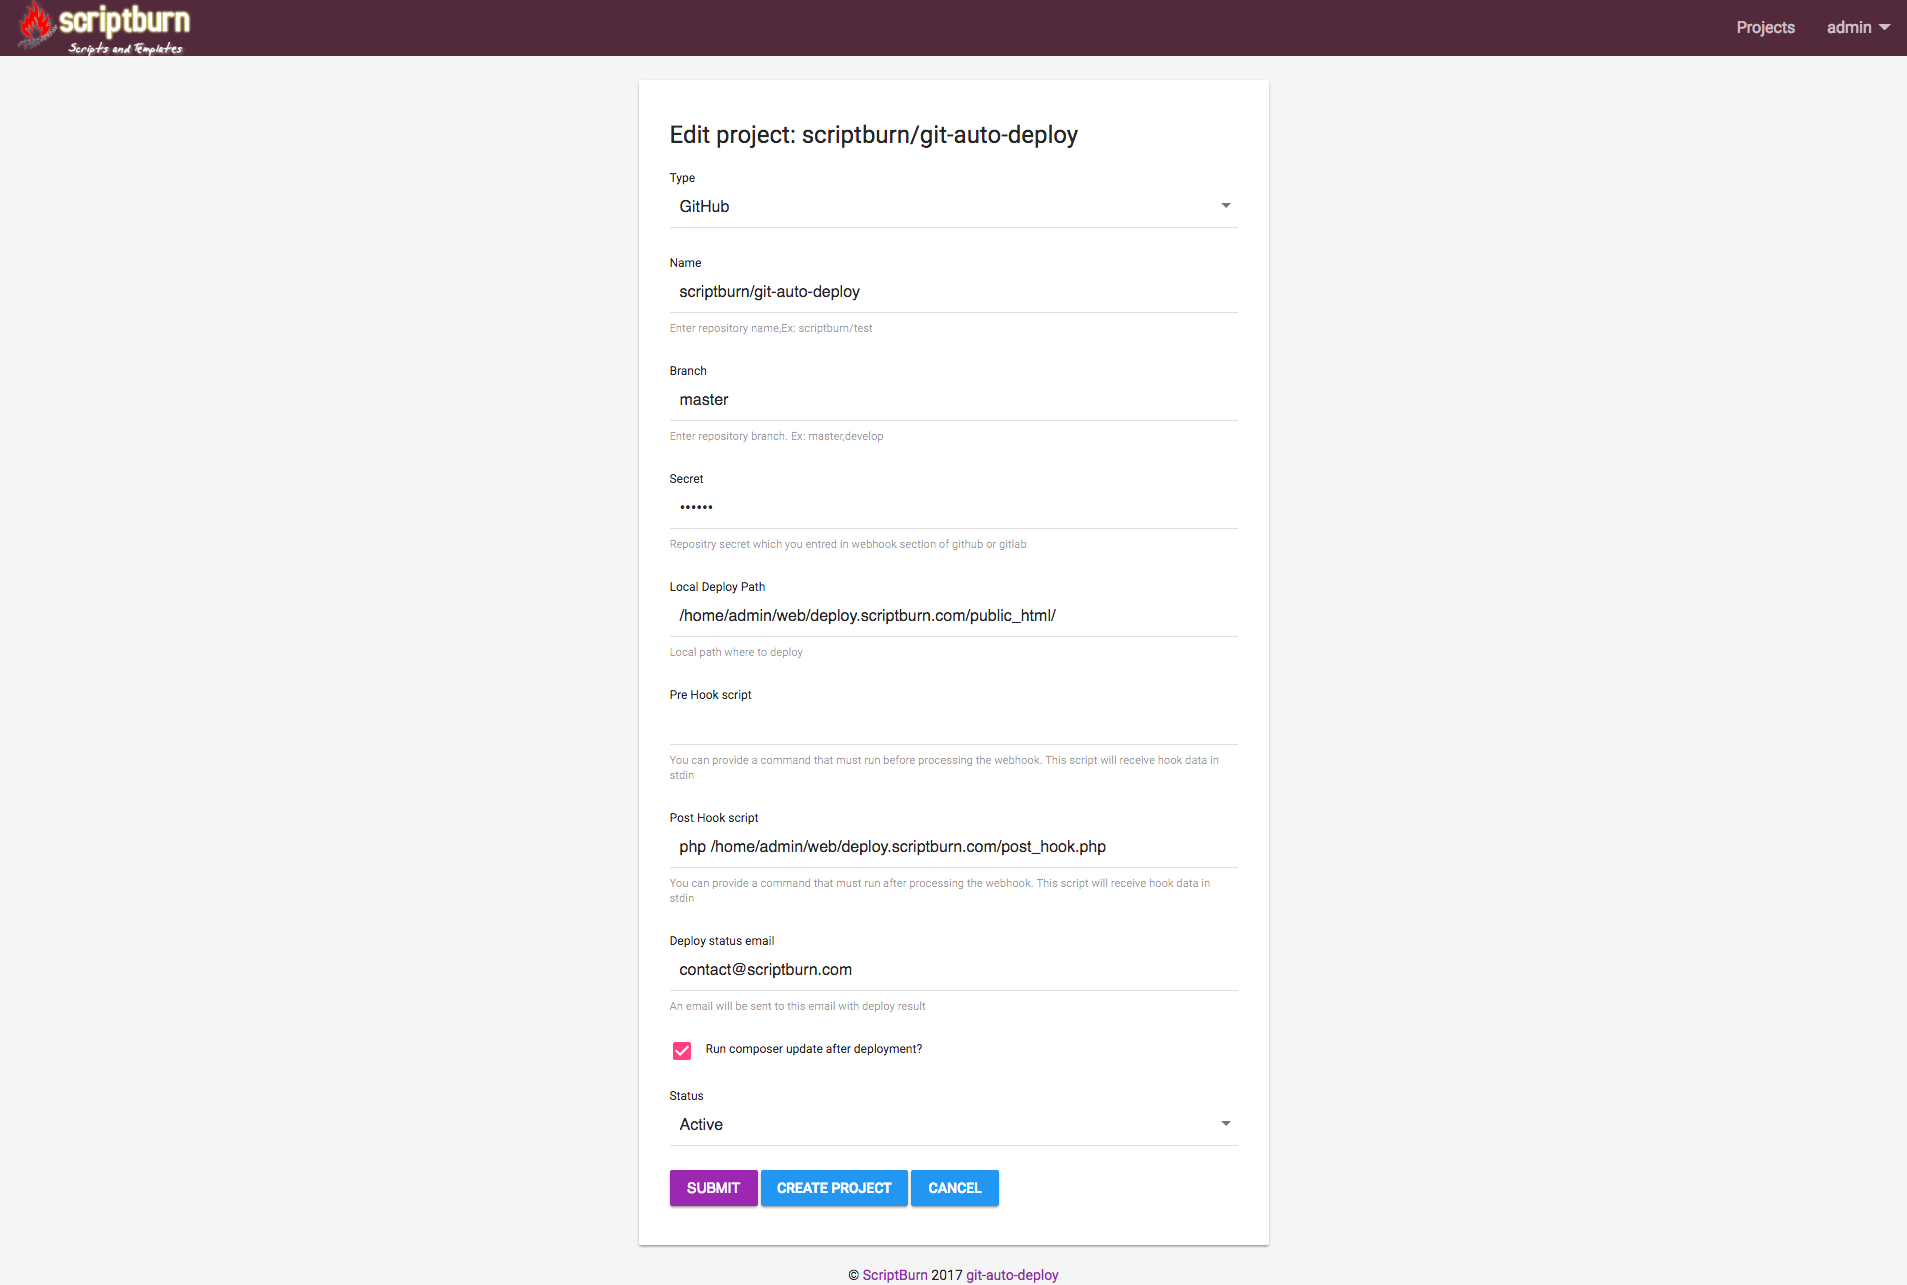 scriptburn
Scripts and Templates
Projects admin
Edit project: scriptburn/git-auto-deploy
Type
GitHub
Name
scriptburn/git-auto-deploy
Enter repository name,Ex: scriptburn/test
Branch
master
Enter repository branch. Ex: master,develop
Secret
••••••
Repositry secret which you entred in webhook section of github or gitlab
Local Deploy Path
/home/admin/web/deploy.scriptburn.com/public_html/
Local path where to deploy
Pre Hook script
You can provide a command that must run before processing the webhook. This script will receive hook data in
stdin
Post Hook script
php /home/admin/web/deploy.scriptburn.com/post_hook.php
You can provide a command that must run after processing the webhook. This script will receive hook data in
stdin
Deploy status email
contact@scriptburn.com
An email will be sent to this email with deploy result
Run composer update after deployment?
Status
Active
SUBMIT CREATE PROJECT CANCEL
© ScriptBurn 2017 git-auto-deploy